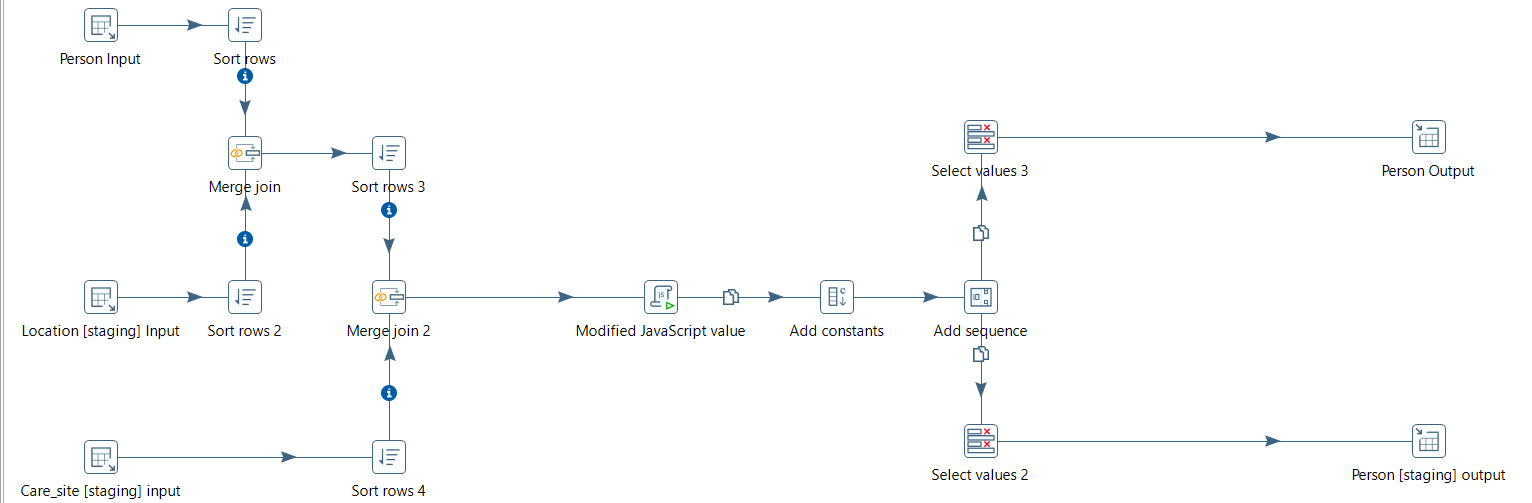 Person Input
Sort rows
Select values 3
Person Output
Merge join
Sort rows 3
Location [staging] Input
Sort rows 2
Merge join 2
Modified JavaScript value
Add constants
Add sequence
Select values 2
Person [staging] output
Care_site [staging] input
Sort rows 4